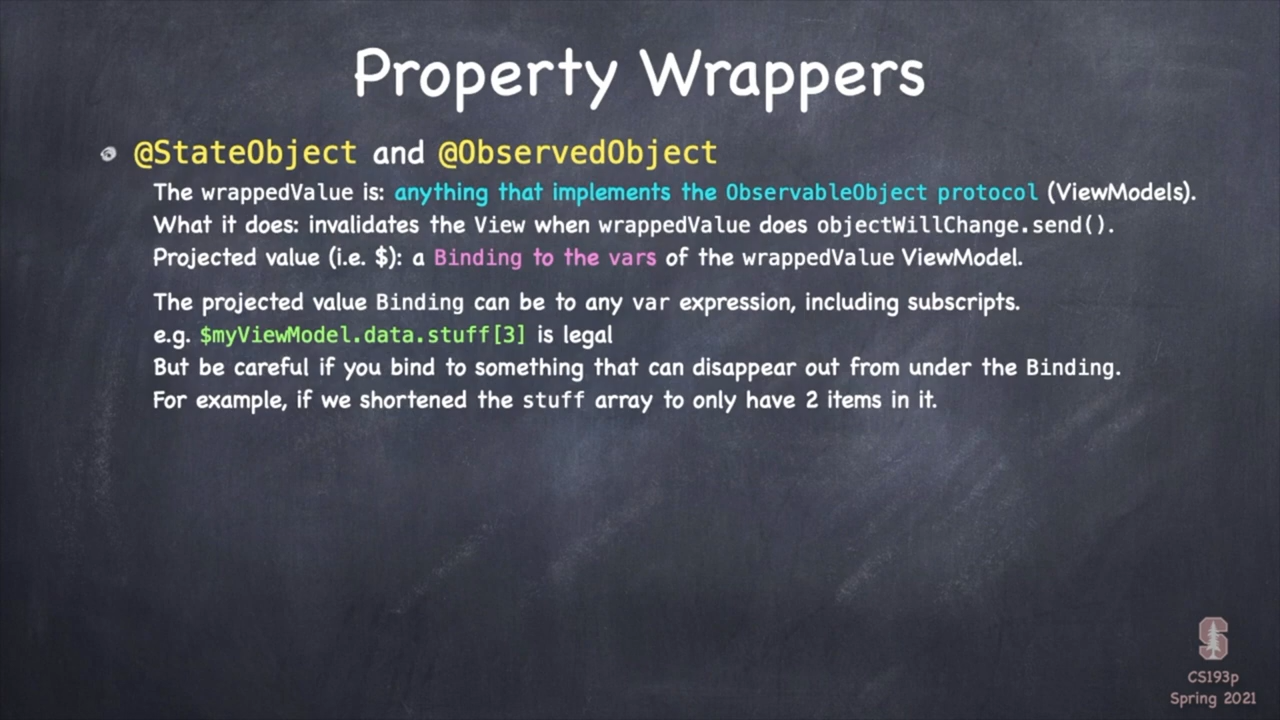 Property Wrappers
@StateObject and @ObservedObject
The wrappedValue is: anything that implements the ObservableObject protocol (ViewModels).
What it does: invalidates the View when wrappedValue does objectWillChange.send().
Projected value (i.e. $): a Binding to the vars of the wrappedValue ViewModel.
The projected value Binding can be to any var expression, including subscripts.
e.g. $myViewModel.data.stuff[3] is legal
But be careful if you bind to something that can disappear out from under the Binding.
For example, if we shortened the stuff array to only have 2 items in it.
S
CS193p
Spring 2021